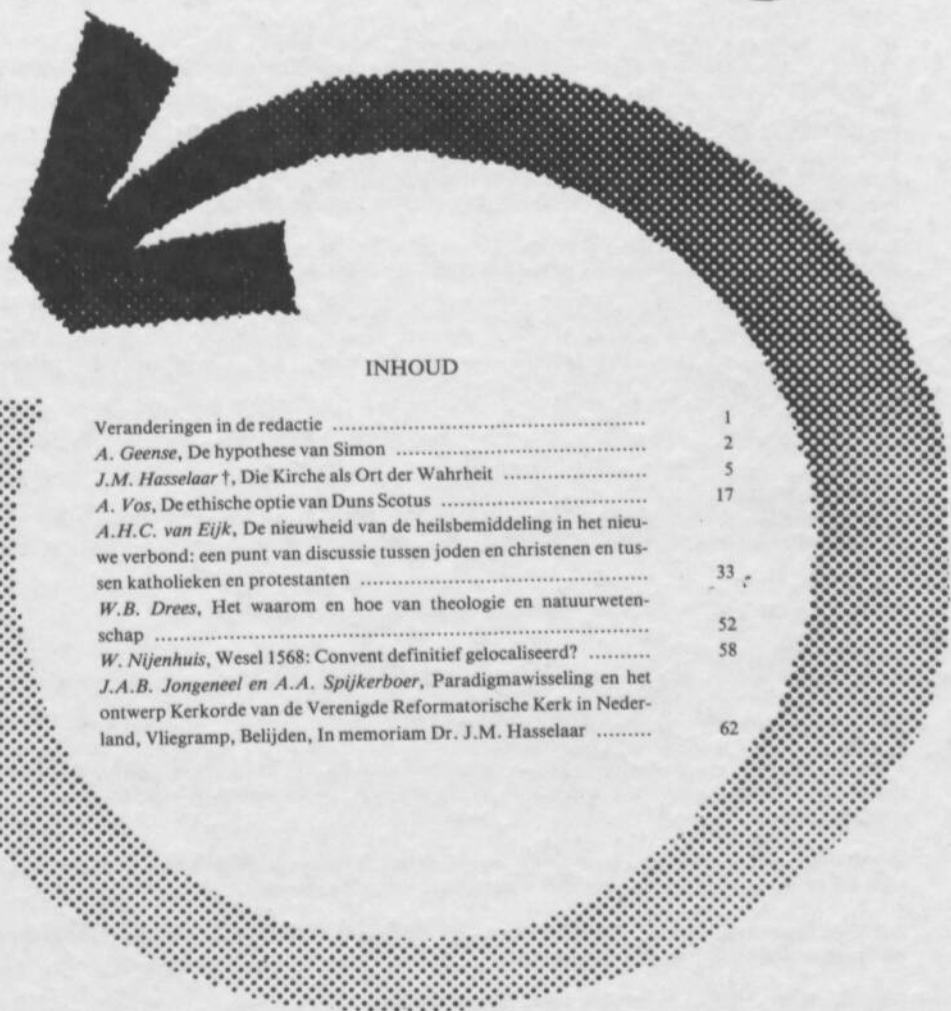 INHOUD
Veranderingen in de redactie ................................................ 1
A. Geense, De hypothese van Simon ...................................... 2
J.M. Hasselaar †, Die Kirche als Ort der Wahrheit ...................... 5
A. Vos, De ethische optie van Duns Scotus ................................ 17
A.H.C. van Eijk, De nieuwheid van de heilsbemiddeling in het nieu-
we verbond: een punt van discussie tussen joden en christenen en tus-
sen katholieken en protestanten ............................................. 33
W.B. Drees, Het waarom en hoe van theologie en natuurweten-
schap .............................................................................. 52
W. Nijenhuis, Wesel 1568: Convent definitief gelocaliseerd? .......... 58
J.A.B. Jongeneel en A.A. Spijkerboer, Paradigmawisseling en het
ontwerp Kerkorde van de Verenigde Reformatorische Kerk in Neder-
land, Vliegramp, Belijden, In memoriam Dr. J.M. Hasselaar ......... 62